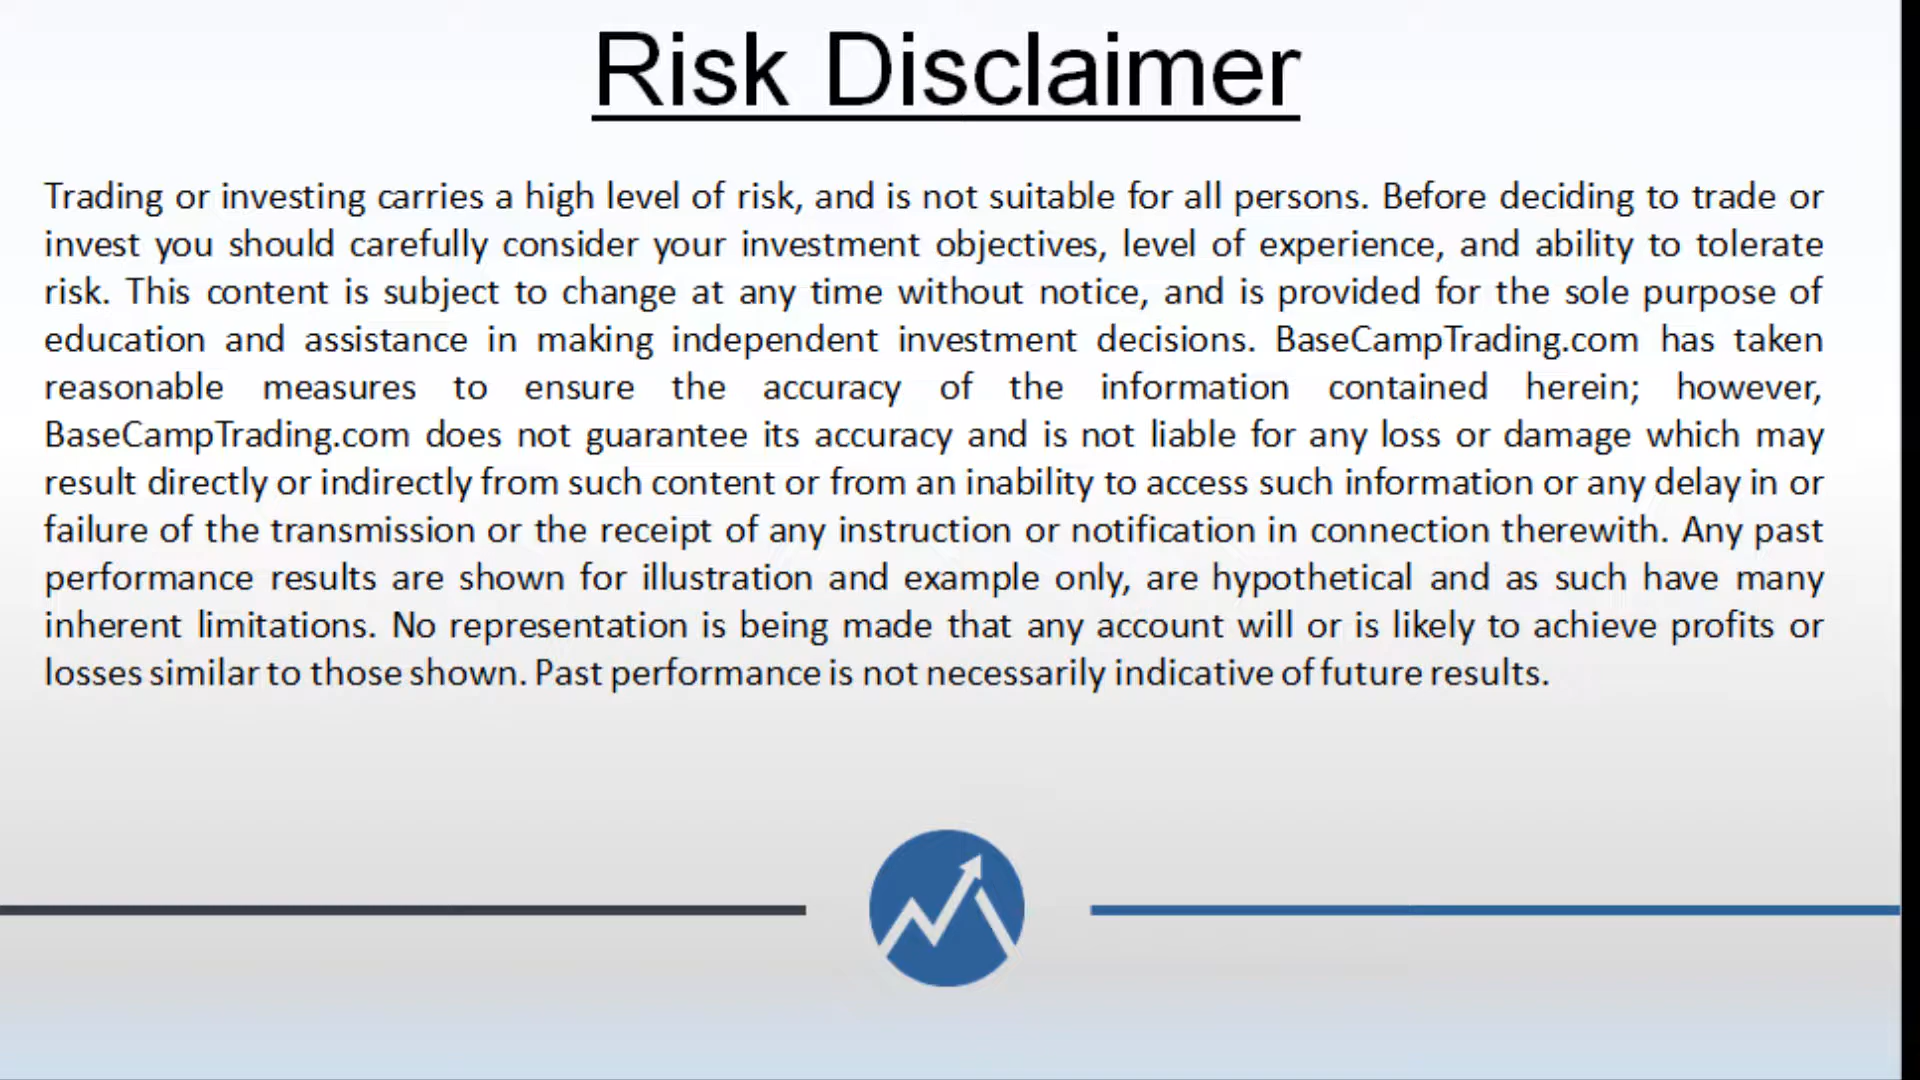 Risk Disclaimer
Trading or investing carries a high level of risk, and is not suitable for all persons. Before deciding to trade or
invest you should carefully consider your investment objectives, level of experience, and ability to tolerate
risk. This content is subject to change at any time without notice, and is provided for the sole purpose of
education and assistance in making independent investment decisions. BaseCampTrading.com has taken
reasonable measures to ensure the accuracy of the information contained herein; however,
BaseCampTrading.com does not guarantee its accuracy and is not liable for any loss or damage which may
result directly or indirectly from such content or from an inability to access such information or any delay in or
failure of the transmission or the receipt of any instruction or notification in connection therewith. Any past
performance results are shown for illustration and example only, are hypothetical and as such have many
inherent limitations. No representation is being made that any account will or is likely to achieve profits or
losses similar to those shown. Past performance is not necessarily indicative of future results.